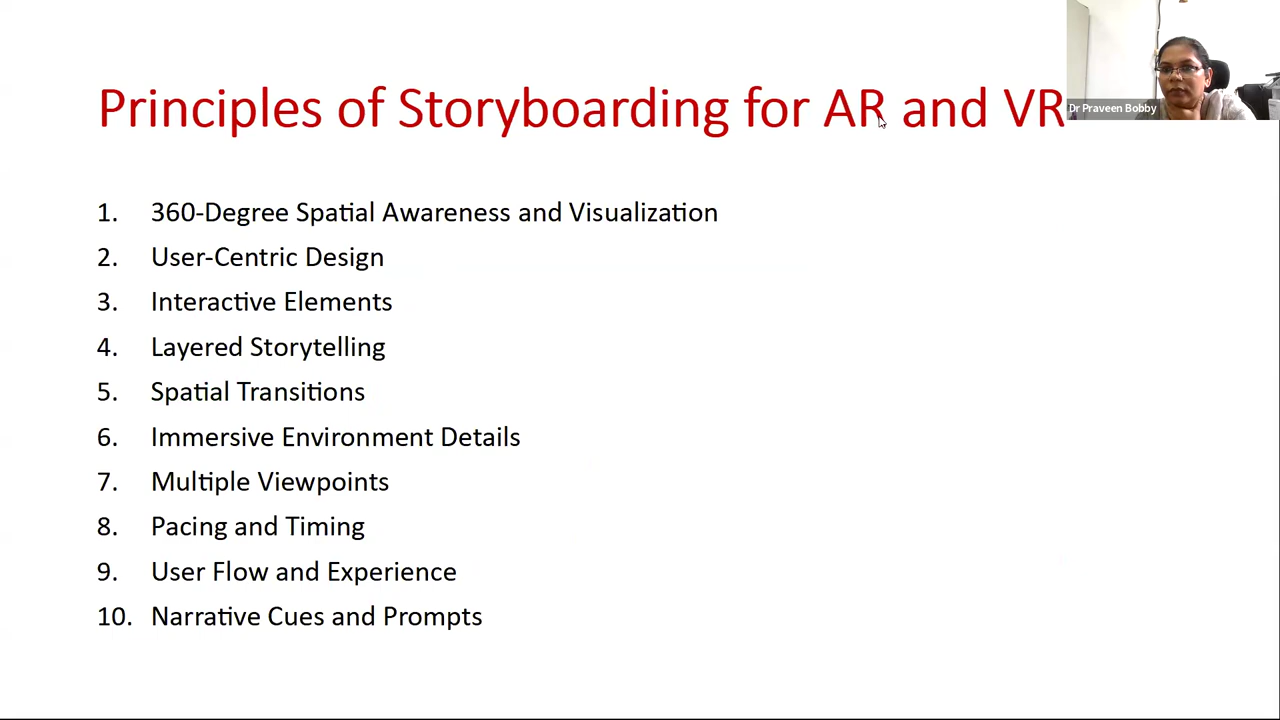 Principles of Storyboarding for AR and VR
Dr Praveen Bobby
1. 360-Degree Spatial Awareness and Visualization
2. User-Centric Design
3. Interactive Elements
4. Layered Storytelling
5. Spatial Transitions
6. Immersive Environment Details
7. Multiple Viewpoints
8. Pacing and Timing
9. User Flow and Experience
10. Narrative Cues and Prompts